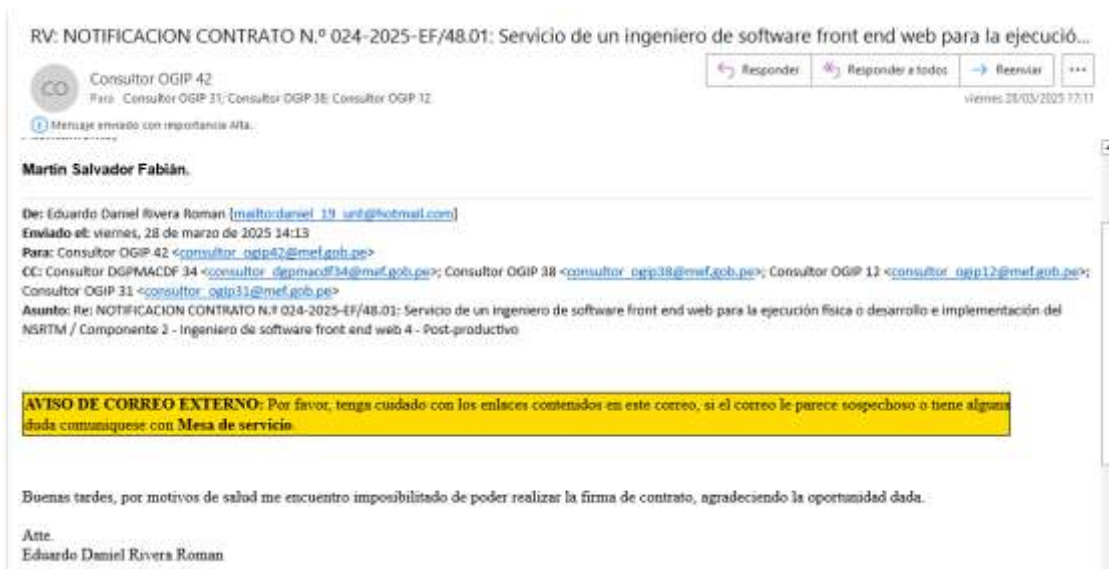 RV: NOTIFICACION CONTRATO N.º 024-2025-EF/48.01: Servicio de un ingeniero de software front end web para la ejecució...
CO
Consultor OGIP 42
Para Consultor OGIP 31; Consultor OGIP 38; Consultor OGIP 12
Responder
Responder a todos
Reenviar
...
viernes 28/03/2025 17:11
Mensaje enviado con importancia Alta.
Martín Salvador Fabián.
De: Eduardo Daniel Rivera Roman [mailto:daniel_19_unt@hotmail.com]
Enviado el: viernes, 28 de marzo de 2025 14:13
Para: Consultor OGIP 42 <consultor_ogip42@mef.gob.pe>
CC: Consultor DGPMACDF 34 <consultor_dgpmacdf34@mef.gob.pe>; Consultor OGIP 38 <consultor_ogip38@mef.gob.pe>; Consultor OGIP 12 <consultor_ogip12@mef.gob.pe>;
Consultor OGIP 31 <consultor_ogip31@mef.gob.pe>
Asunto: Re: NOTIFICACION CONTRATO N.º 024-2025-EF/48.01: Servicio de un ingeniero de software front end web para la ejecución física o desarrollo e implementación del
NSRTM / Componente 2 - Ingeniero de software front end web 4 - Post-productivo
AVISO DE CORREO EXTERNO: Por favor, tenga cuidado con los enlaces contenidos en este correo, si el correo le parece sospechoso o tiene alguna
duda comuniquese con Mesa de servicio.
Buenas tardes, por motivos de salud me encuentro imposibilitado de poder realizar la firma de contrato, agradeciendo la oportunidad dada.
Atte.
Eduardo Daniel Rivera Roman